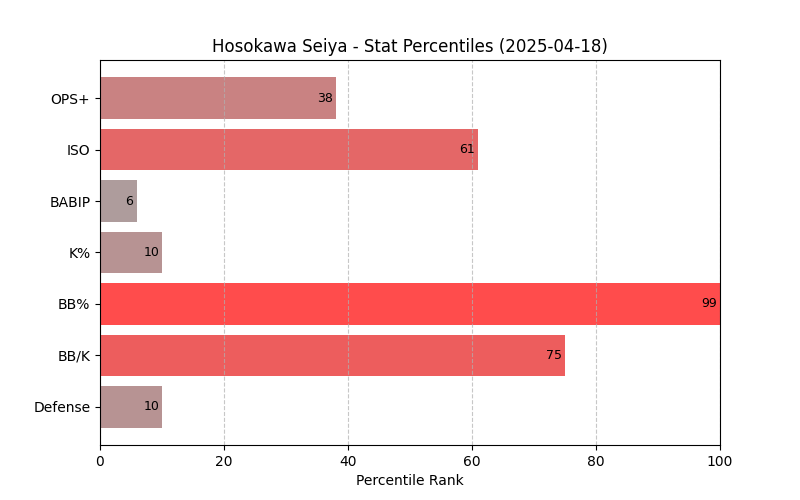 Hosokawa Seiya - Stat Percentiles (2025-04-18)
OPS+ 38
ISO 61
BABIP 6
K% 10
BB% 99
BB/K 75
Defense 10
0 20 40 60 80 100
Percentile Rank